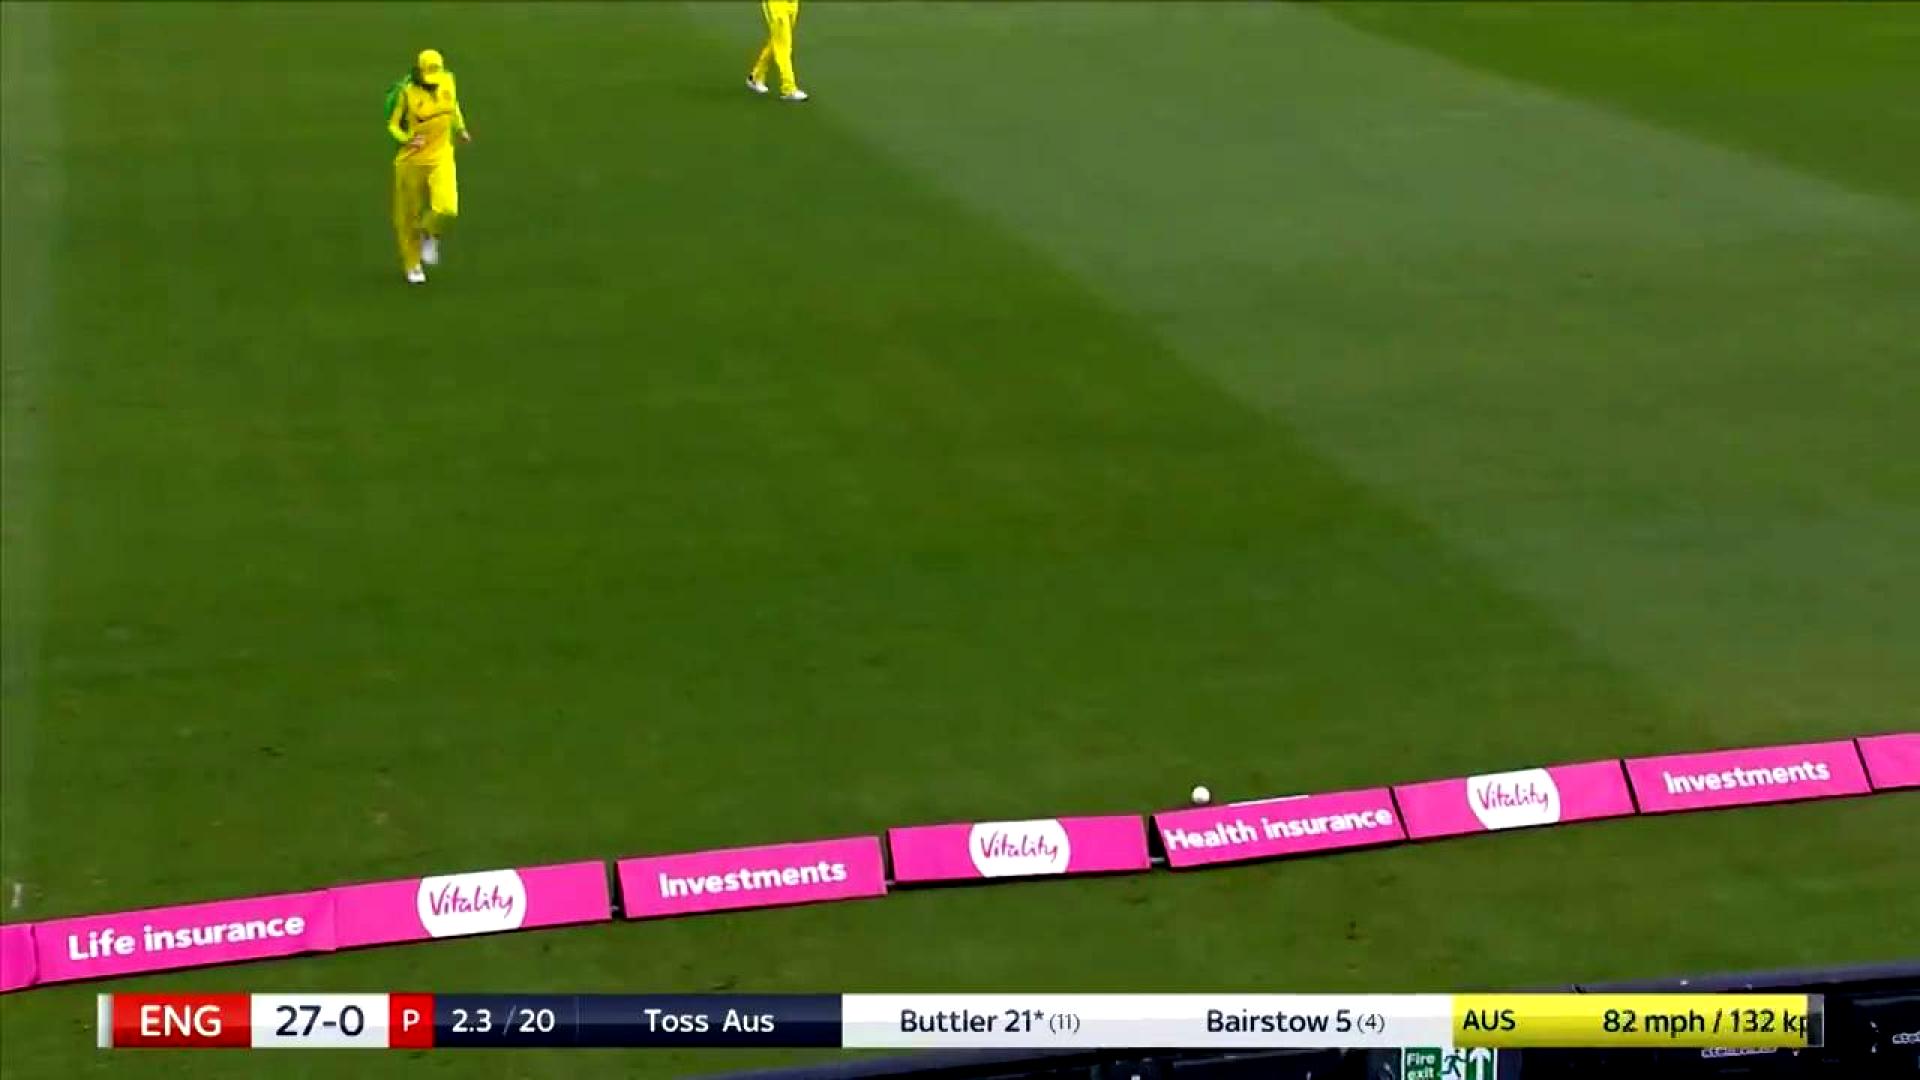 Life insurance
Vitality
Investments
Vitality
Health insurance
Vitality
Investments
ENG 27-0 P 2.3 / 20 Toss Aus Buttler 21* (11) Bairstow 5 (4) AUS 82 mph / 132 kp
Fire
exit